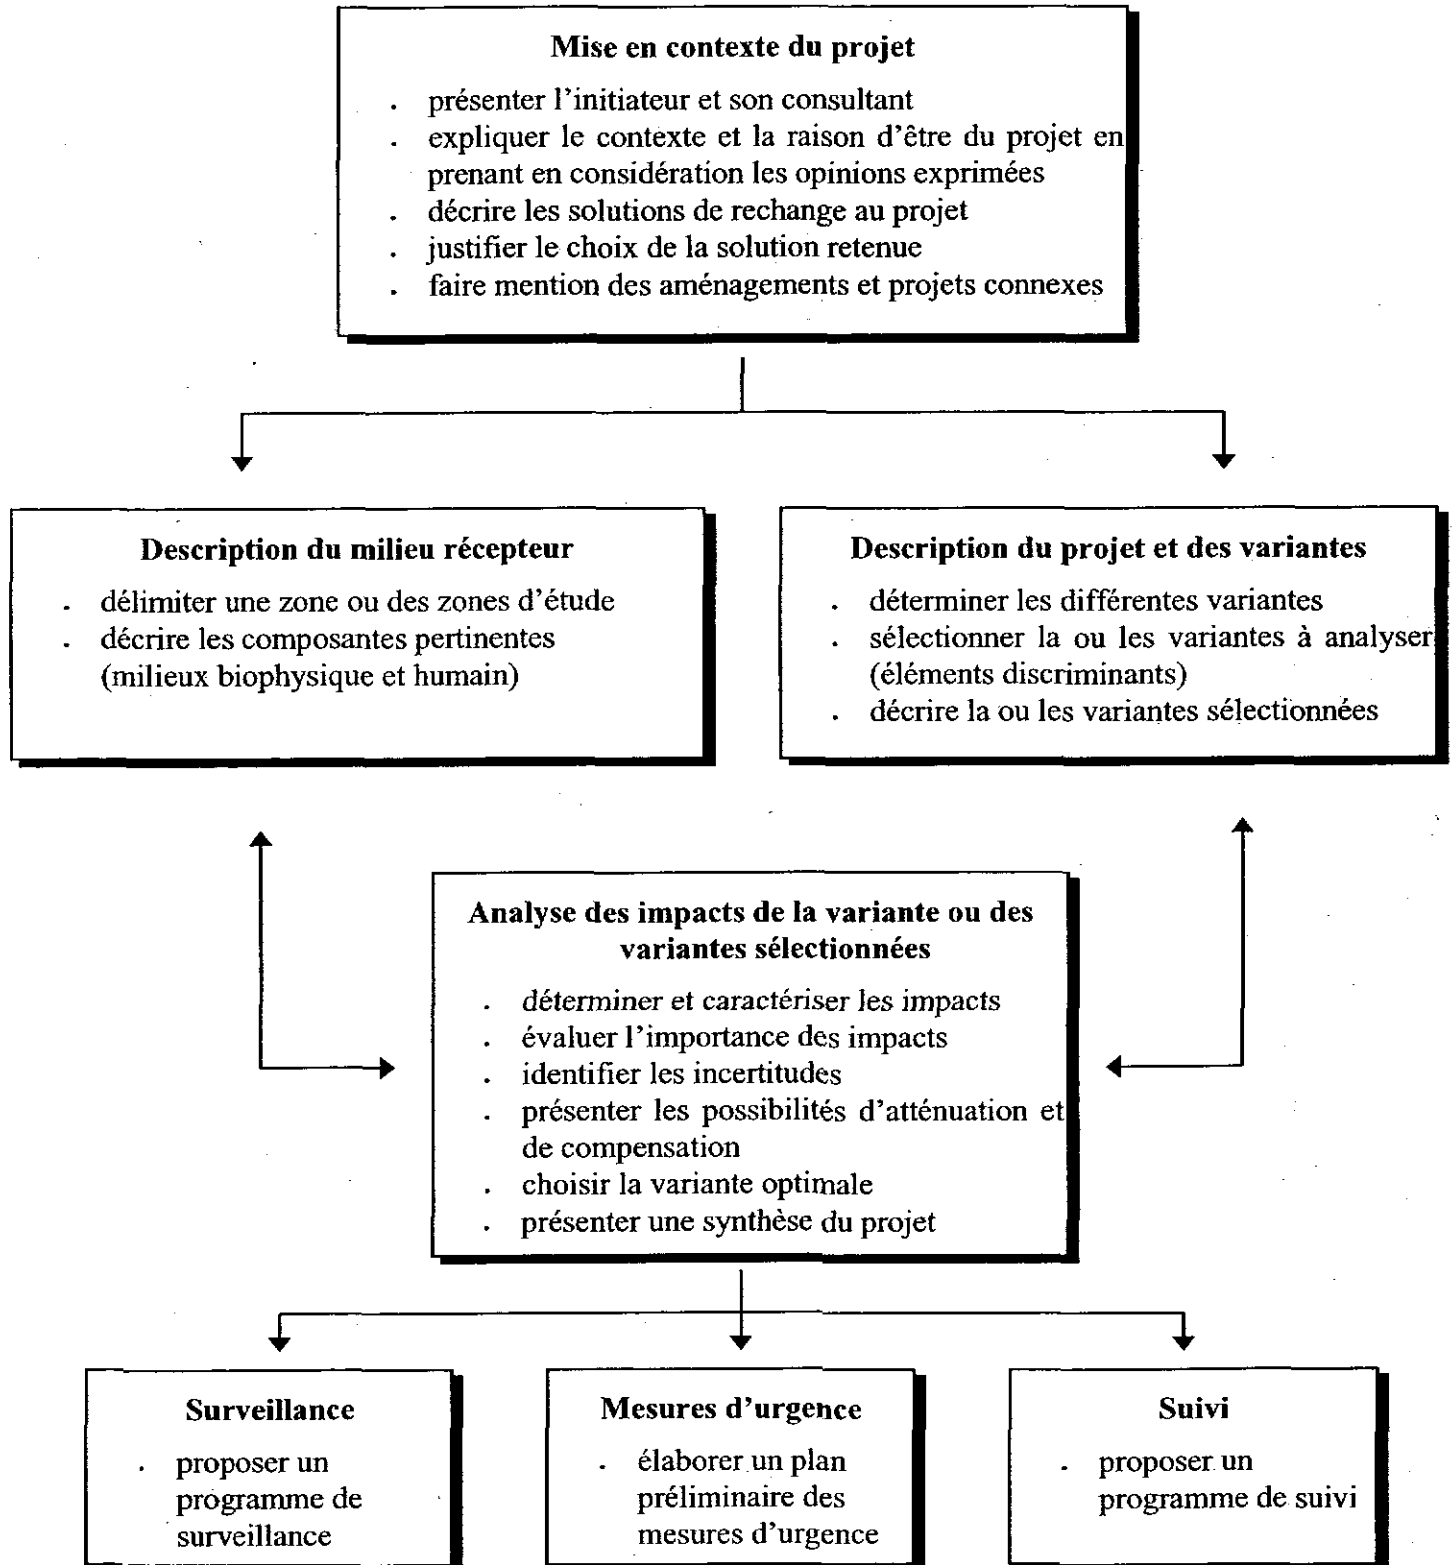 Mise en contexte du projet
. présenter l'initiateur et son consultant
. expliquer le contexte et la raison d'être du projet en
prenant en considération les opinions exprimées
. décrire les solutions de rechange au projet
. justifier le choix de la solution retenue
. faire mention des aménagements et projets connexes
Description du milieu récepteur
. délimiter une zone ou des zones d'étude
. décrire les composantes pertinentes
(milieux biophysique et humain)
Description du projet et des variantes
. déterminer les différentes variantes
. sélectionner la ou les variantes à analyser
(éléments discriminants)
. décrire la ou les variantes sélectionnées
Analyse des impacts de la variante ou des
variantes sélectionnées
. déterminer et caractériser les impacts
. évaluer l'importance des impacts
. identifier les incertitudes
. présenter les possibilités d'atténuation et
de compensation
. choisir la variante optimale
. présenter une synthèse du projet
Surveillance
. proposer un
programme de
surveillance
Mesures d'urgence
. élaborer un plan
préliminaire des
mesures d'urgence
Suivi
. proposer un
programme de suivi